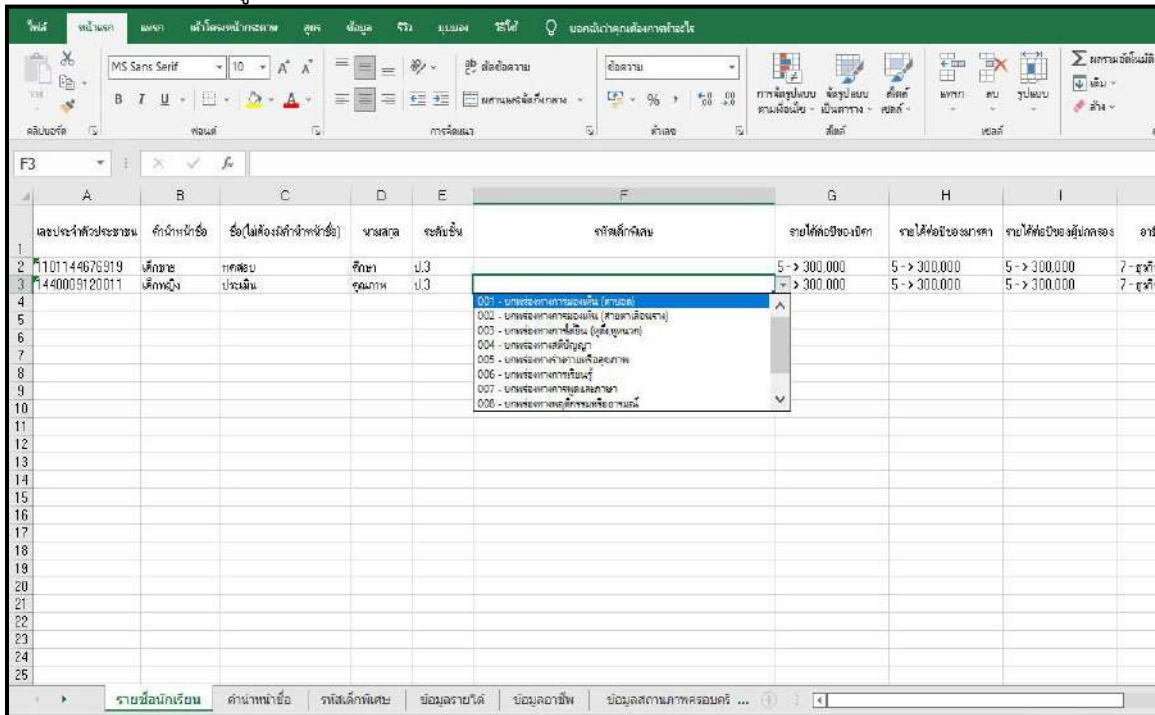 ไฟล์ หน้าแรก แทรก เค้าโครงหน้ากระดาษ สูตร ข้อมูล รีวิว มุมมอง วิธีใช้ บอกฉันว่าคุณต้องการทำอะไร
MS Sans Serif 10 A A ab ตัดข้อความ ข้อความ ผลรวมอัตโนมัติ
B I U A ผสานและจัดกึ่งกลาง % การจัดรูปแบบตามเงื่อนไข จัดรูปแบบเป็นตาราง สไตล์เซลล์ แทรก ลบ รูปแบบ เติม ล้าง
คลิปบอร์ด ฟอนต์ การจัดแนว ตัวเลข สไตล์ เซลล์
F3 fx
A B C D E F G H I
1 เลขประจำตัวประชาชน คำนำหน้าชื่อ ชื่อ(ไม่ต้องมีคำนำหน้าชื่อ) นามสกุล ระดับชั้น รหัสเด็กพิเศษ รายได้ต่อปีของบิดา รายได้ต่อปีของมารดา รายได้ต่อปีของผู้ปกครอง
2 1101144676919 เด็กชาย ทดสอบ ศึกษา ป.3 5 - > 300,000 5 - > 300,000 5 - > 300,000
3 1440009120011 เด็กหญิง ประเมิน คุณภาพ ป.3 > 300,000 5 - > 300,000 5 - > 300,000
4
001 - บกพร่องทางการมองเห็น (ตาบอด)
002 - บกพร่องทางการมองเห็น (สายตาเลือนราง)
5
003 - บกพร่องทางการได้ยิน (หูตึง,หูหนวก)
6
004 - บกพร่องทางสติปัญญา
7
005 - บกพร่องทางร่างกายหรือสุขภาพ
8
006 - บกพร่องทางการเรียนรู้
9
007 - บกพร่องทางการพูดและภาษา
10
008 - บกพร่องทางพฤติกรรมหรืออารมณ์
11
12
13
14
15
16
17
18
19
20
21
22
23
24
25
รายชื่อนักเรียน คำนำหน้าชื่อ รหัสเด็กพิเศษ ข้อมูลรายได้ ข้อมูลอาชีพ ข้อมูลสถานภาพครอบครั ...